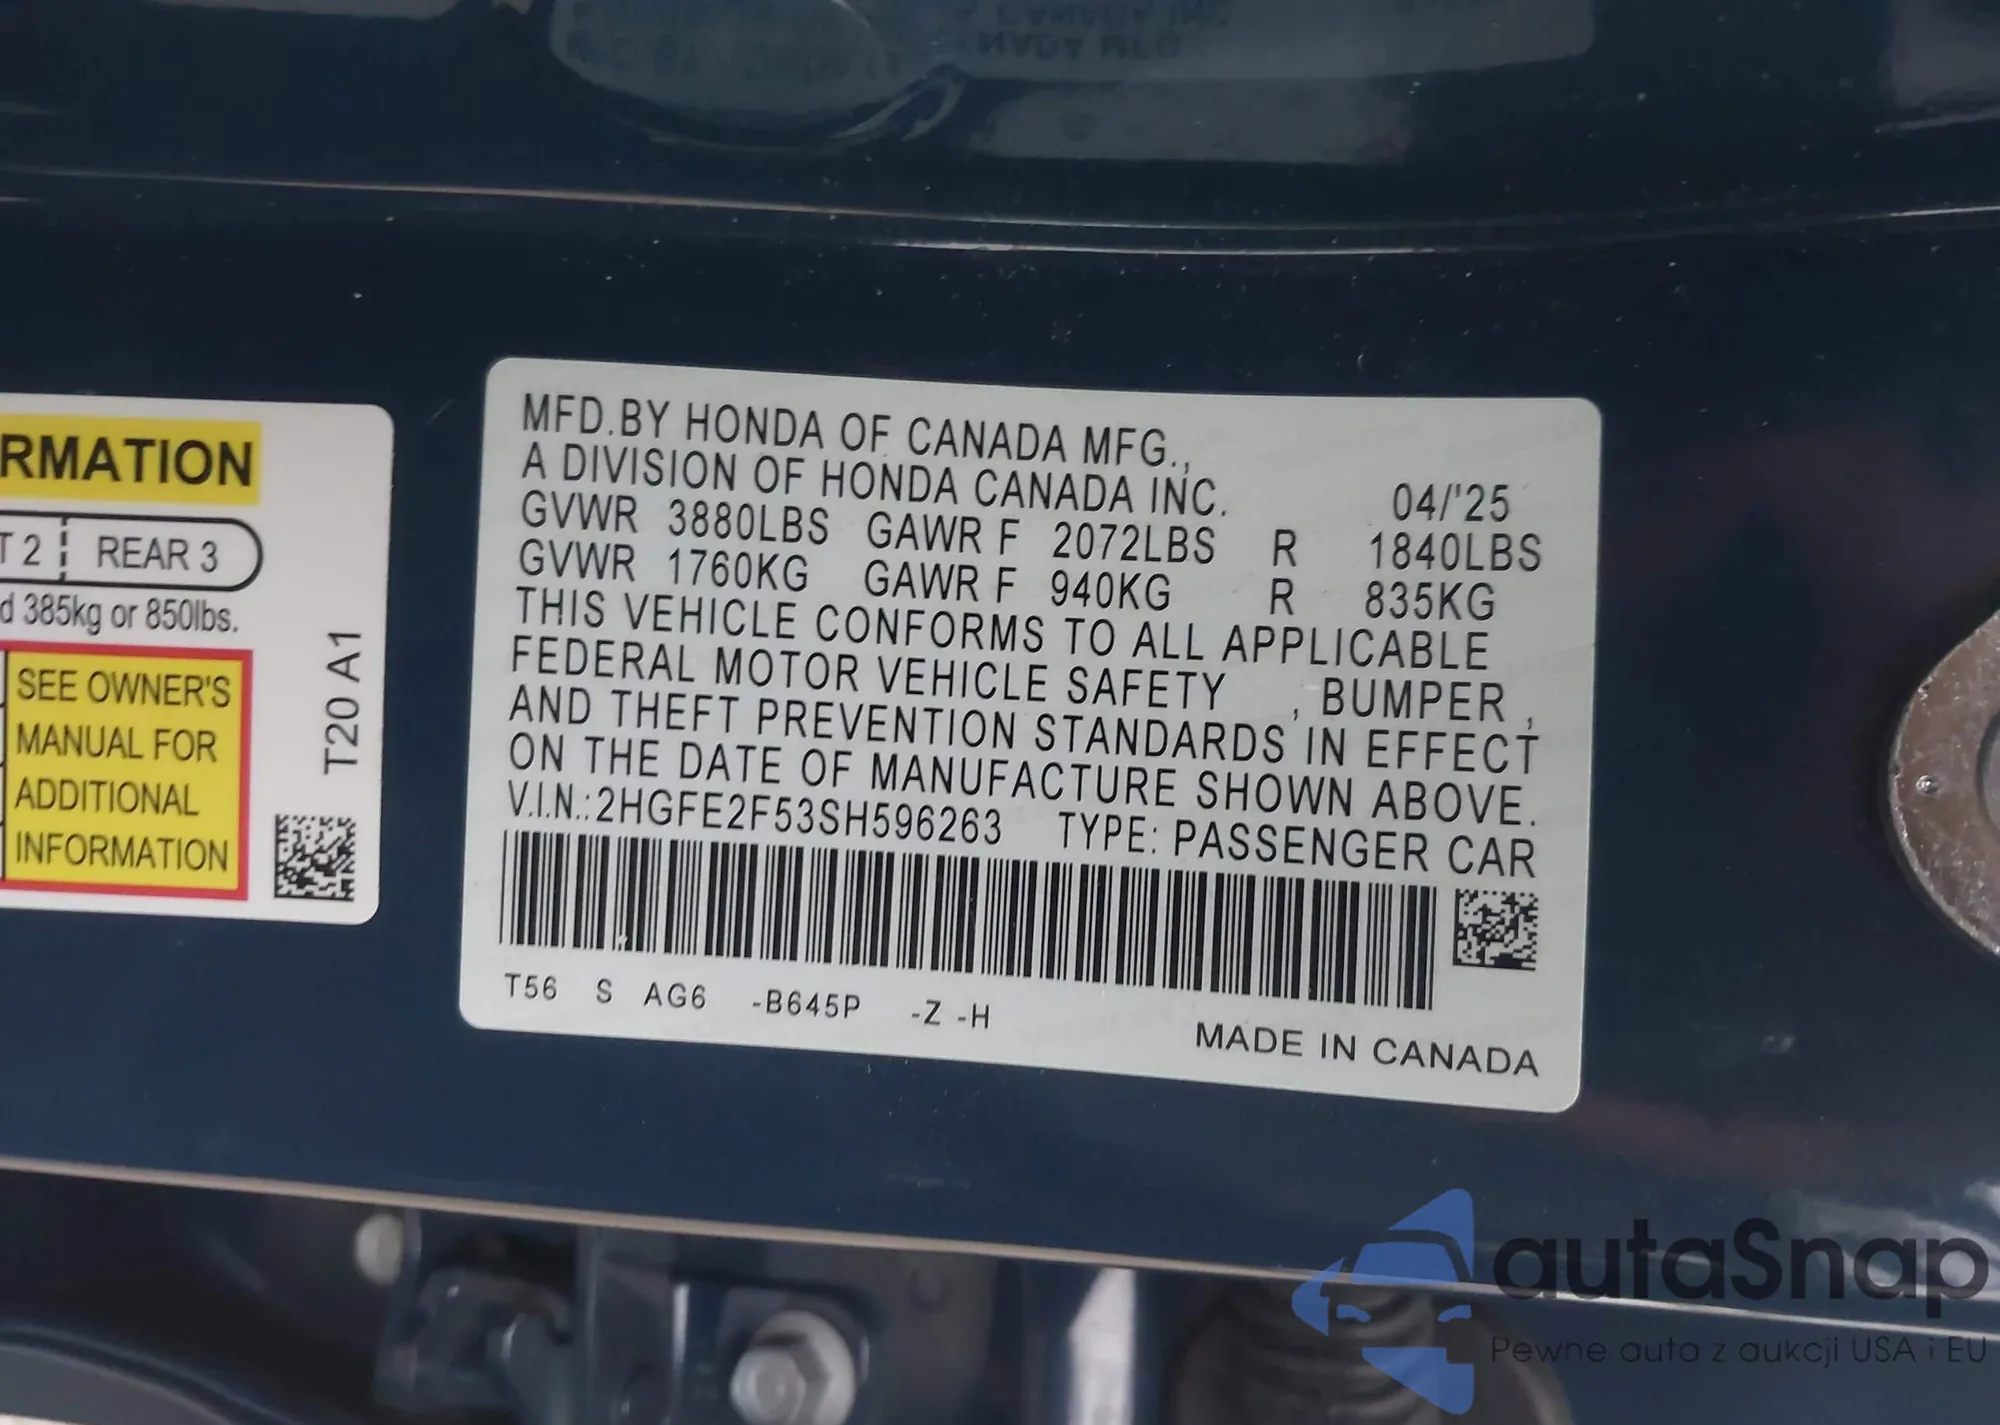 RMATION
T 2 REAR 3
d 385kg or 850lbs.
SEE OWNER'S
MANUAL FOR
ADDITIONAL
INFORMATION
T20 A1
MFD. BY HONDA OF CANADA MFG.,
A DIVISION OF HONDA CANADA INC. 04/'25
GVWR 3880LBS GAWR F 2072LBS R 1840LBS
GVWR 1760KG GAWR F 940KG R 835KG
THIS VEHICLE CONFORMS TO ALL APPLICABLE
FEDERAL MOTOR VEHICLE SAFETY , BUMPER ,
AND THEFT PREVENTION STANDARDS IN EFFECT
ON THE DATE OF MANUFACTURE SHOWN ABOVE.
V.I.N.: 2HGFE2F53SH596263 TYPE: PASSENGER CAR
T56 S AG6 -B645P -Z -H
MADE IN CANADA
autaSnap
Pewne auta z aukcji USA i EU